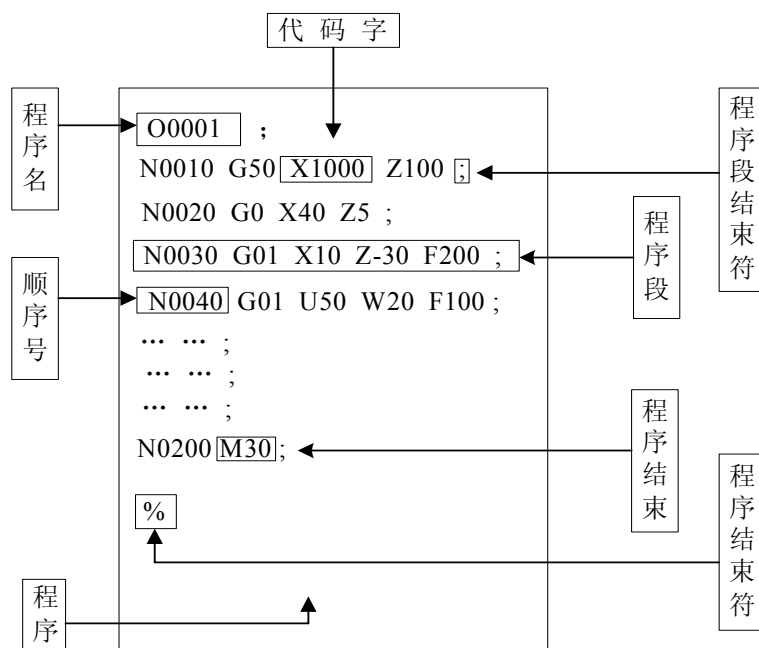 代 码 字
程序名
O0001 ;
N0010 G50 X1000 Z100 ;
程序段结束符
N0020 G0 X40 Z5 ;
N0030 G01 X10 Z-30 F200 ;
程序段
顺序号
N0040 G01 U50 W20 F100 ;
… … ;
… … ;
… … ;
N0200 M30 ;
程序结束
%
程序结束符
程序